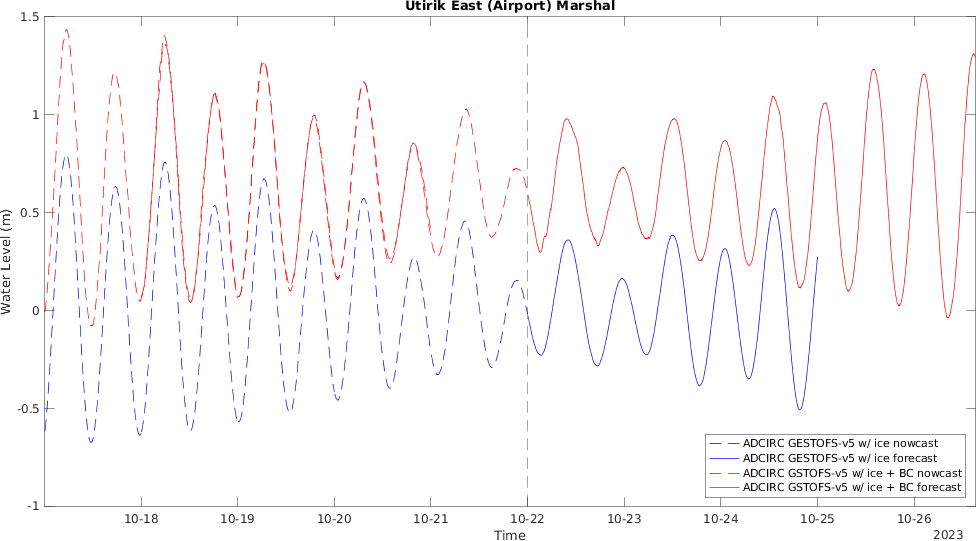 Utirik East (Airport) Marshal
1.5
1
0.5
0
-0.5
-1
Water Level (m)
10-18
10-19
10-20
10-21
10-22
10-23
10-24
10-25
10-26
Time
2023
ADCIRC GESTOFS-v5 w/ ice nowcast
ADCIRC GESTOFS-v5 w/ ice forecast
ADCIRC GSTOFS-v5 w/ ice + BC nowcast
ADCIRC GSTOFS-v5 w/ ice + BC forecast